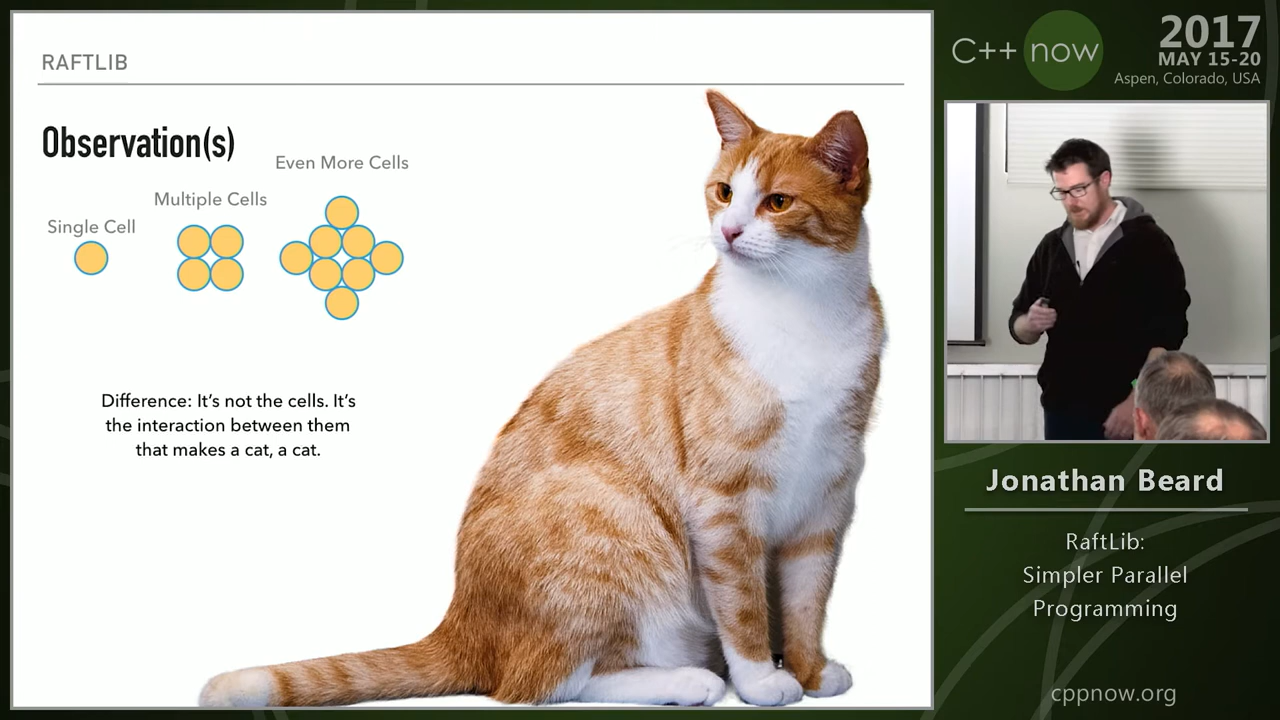 RAFTLIB
Observation(s)
Even More Cells
Multiple Cells
Single Cell
Difference: It's not the cells. It's
the interaction between them
that makes a cat, a cat.
C++ now
2017
MAY 15-20
Aspen, Colorado, USA
Jonathan Beard
RaftLib:
Simpler Parallel
Programming
cppnow.org